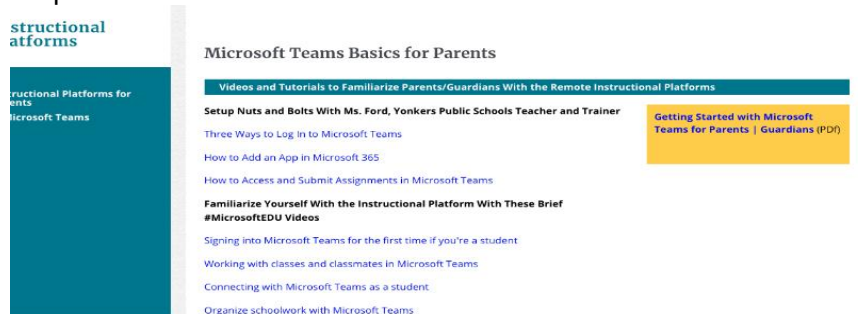 structional
atforms
tructional Platforms for
ents
icrosoft Teams
Microsoft Teams Basics for Parents
Videos and Tutorials to Familiarize Parents/Guardians With the Remote Instructional Platforms
Setup Nuts and Bolts With Ms. Ford, Yonkers Public Schools Teacher and Trainer
Three Ways to Log In to Microsoft Teams
How to Add an App in Microsoft 365
How to Access and Submit Assignments in Microsoft Teams
Familiarize Yourself With the Instructional Platform With These Brief
#MicrosoftEDU Videos
Signing into Microsoft Teams for the first time if you're a student
Working with classes and classmates in Microsoft Teams
Connecting with Microsoft Teams as a student
Organize schoolwork with Microsoft Teams
Getting Started with Microsoft
Teams for Parents | Guardians (PDf)